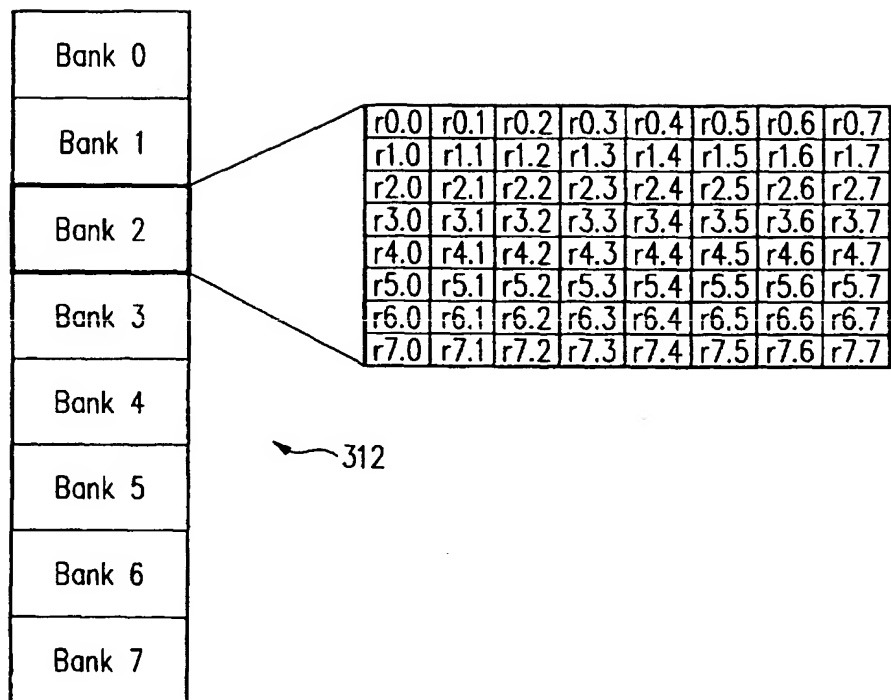 Bank 0
Bank 1
Bank 2
Bank 3
Bank 4
Bank 5
Bank 6
Bank 7
r0.0 r0.1 r0.2 r0.3 r0.4 r0.5 r0.6 r0.7
r1.0 r1.1 r1.2 r1.3 r1.4 r1.5 r1.6 r1.7
r2.0 r2.1 r2.2 r2.3 r2.4 r2.5 r2.6 r2.7
r3.0 r3.1 r3.2 r3.3 r3.4 r3.5 r3.6 r3.7
r4.0 r4.1 r4.2 r4.3 r4.4 r4.5 r4.6 r4.7
r5.0 r5.1 r5.2 r5.3 r5.4 r5.5 r5.6 r5.7
r6.0 r6.1 r6.2 r6.3 r6.4 r6.5 r6.6 r6.7
r7.0 r7.1 r7.2 r7.3 r7.4 r7.5 r7.6 r7.7
312